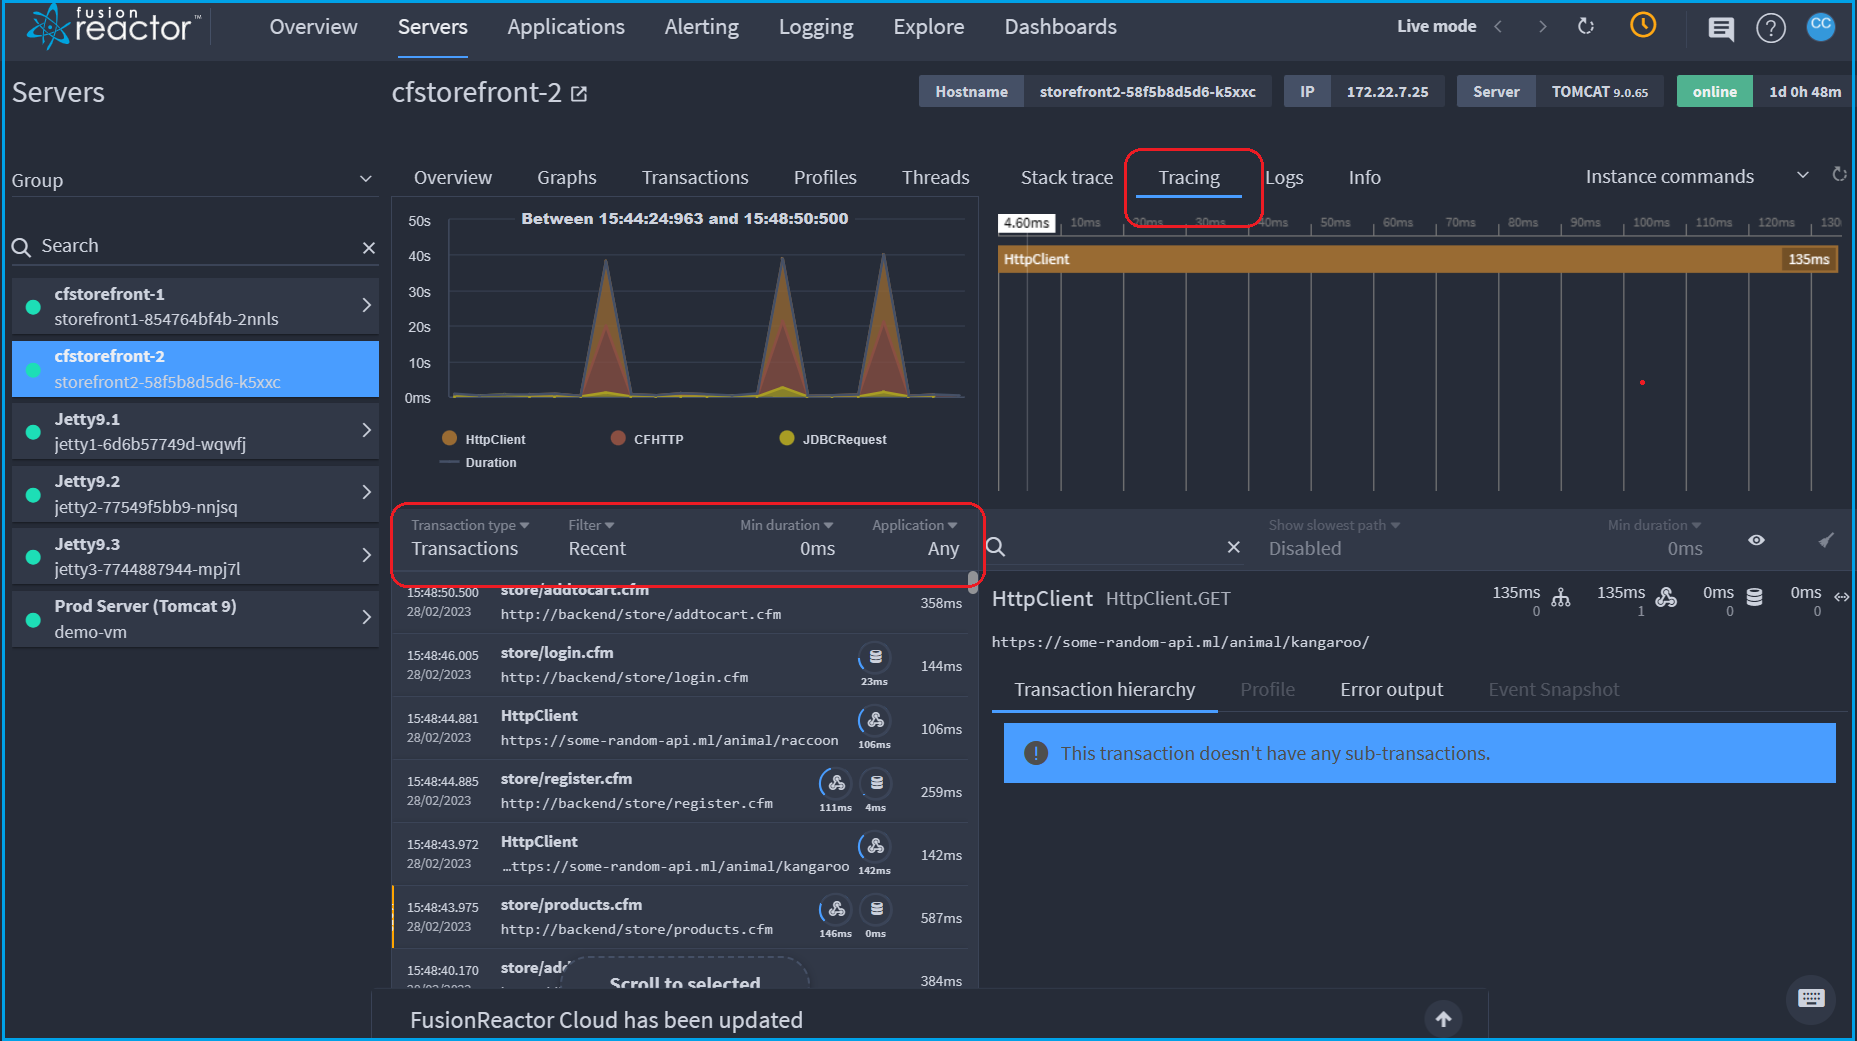 fusion
reactor™
Overview
Servers
Applications
Alerting
Logging
Explore
Dashboards
Live mode
?
CC
Servers
cfstorefront-2
Hostname storefront2-58f5b8d5d6-k5xxc
IP 172.22.7.25
Server TOMCAT 9.0.65
online 1d 0h 48m
Group
Search
cfstorefront-1
storefront1-854764bf4b-2nnls
cfstorefront-2
storefront2-58f5b8d5d6-k5xxc
Jetty9.1
jetty1-6d6b57749d-wqwfj
Jetty9.2
jetty2-77549f5bb9-nnjsq
Jetty9.3
jetty3-7744887944-mpj7l
Prod Server (Tomcat 9)
demo-vm
Overview
Graphs
Transactions
Profiles
Threads
Stack trace
Tracing
Logs
Info
Instance commands
Between 15:44:24:963 and 15:48:50:500
50s
40s
30s
20s
10s
0ms
HttpClient
CFHTTP
JDBCRequest
Duration
4.60ms 10ms 20ms 30ms 40ms 50ms 60ms 70ms 80ms 90ms 100ms 110ms 120ms 130
HttpClient 135ms
Transaction type
Transactions
Filter
Recent
Min duration
0ms
Application
Any
Show slowest path
Disabled
Min duration
0ms
15:48:50.500 store/addtocart.cfm
28/02/2023 http://backend/store/addtocart.cfm 358ms
15:48:46.005 store/login.cfm
28/02/2023 http://backend/store/login.cfm 23ms 144ms
15:48:44.881 HttpClient
28/02/2023 https://some-random-api.ml/animal/raccoon 106ms 106ms
15:48:44.885 store/register.cfm
28/02/2023 http://backend/store/register.cfm 111ms 4ms 259ms
15:48:43.972 HttpClient
28/02/2023 …ttps://some-random-api.ml/animal/kangaroo 142ms 142ms
15:48:43.975 store/products.cfm
28/02/2023 http://backend/store/products.cfm 146ms 0ms 587ms
15:48:40.170 store/add
28/02/2023 384ms
Scroll to selected
HttpClient HttpClient.GET
135ms 0
135ms 1
0ms 0
0ms 0
https://some-random-api.ml/animal/kangaroo/
Transaction hierarchy
Profile
Error output
Event Snapshot
! This transaction doesn't have any sub-transactions.
FusionReactor Cloud has been updated